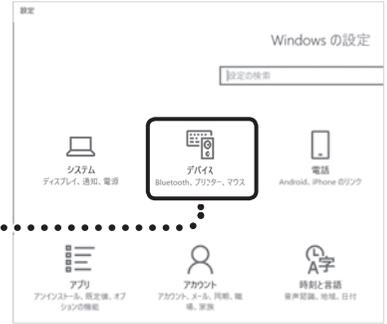 設定
Windows の設定
設定の検索
システム
ディスプレイ、通知、電源
デバイス
Bluetooth、プリンター、マウス
電話
Android、iPhone のリンク
アプリ
アンインストール、既定値、オプ
ションの機能
アカウント
アカウント、メール、同期、職
場、家族
時刻と言語
音声認識、地域、日付